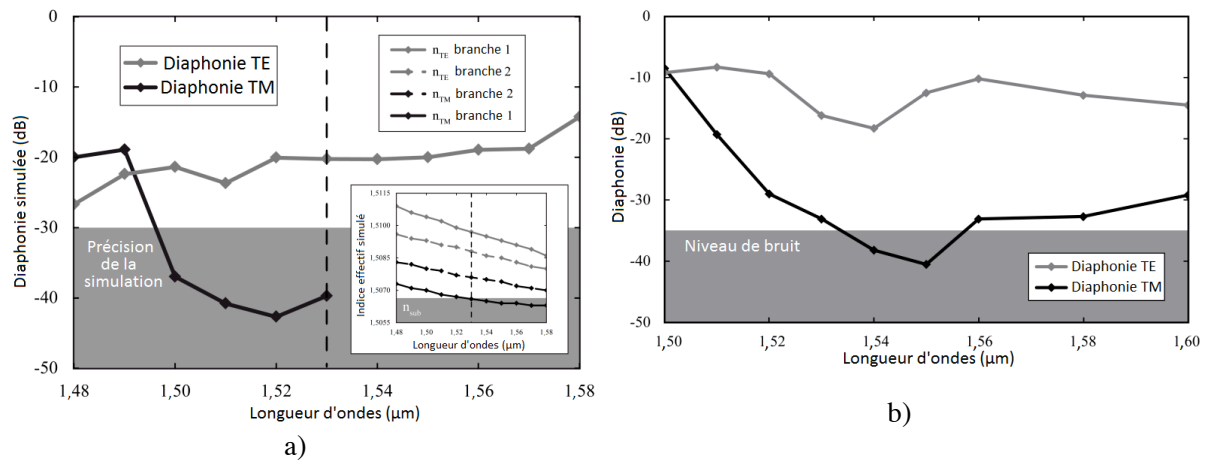 0
-10
-20
-30
-40
-50
Diaphonie simulée (dB)
Diaphonie TE
Diaphonie TM
n_TE branche 1
n_TE branche 2
n_TM branche 2
n_TM branche 1
Précision
de la
simulation
1,5115
1,5100
1,5085
1,5070
1,5055
Indice effectif simulé
n_sub
1,48 1,50 1,52 1,54 1,56 1,58
Longueur d'ondes (µm)
1,48 1,50 1,52 1,54 1,56 1,58
Longueur d'ondes (µm)
a)
0
-10
-20
-30
-40
-50
Diaphonie (dB)
Niveau de bruit
Diaphonie TE
Diaphonie TM
1,50 1,52 1,54 1,56 1,58 1,60
Longueur d'ondes (µm)
b)